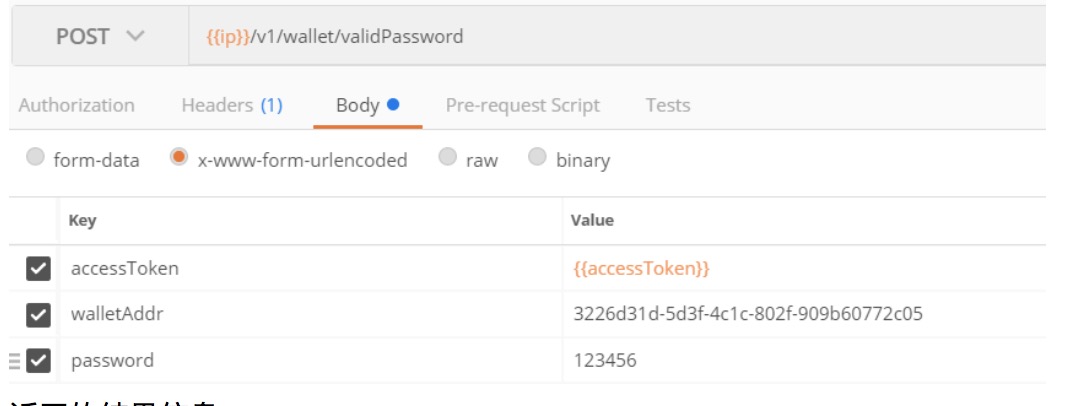 POST {{ip}}/v1/wallet/validPassword
Authorization Headers (1) Body Pre-request Script Tests
form-data x-www-form-urlencoded raw binary
Key Value
accessToken {{accessToken}}
walletAddr 3226d31d-5d3f-4c1c-802f-909b60772c05
password 123456